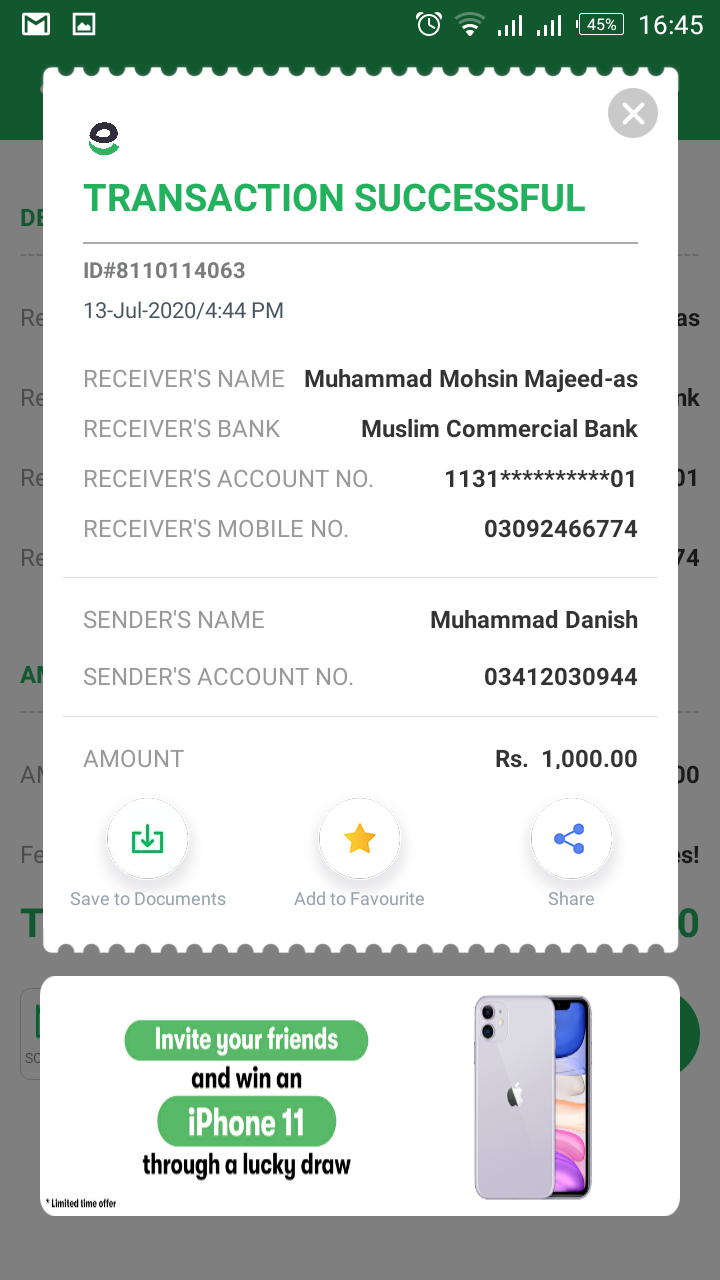 45% 16:45
TRANSACTION SUCCESSFUL
ID#8110114063
13-Jul-2020/4:44 PM
RECEIVER'S NAME Muhammad Mohsin Majeed-as
RECEIVER'S BANK Muslim Commercial Bank
RECEIVER'S ACCOUNT NO. 1131**********01
RECEIVER'S MOBILE NO. 03092466774
SENDER'S NAME Muhammad Danish
SENDER'S ACCOUNT NO. 03412030944
AMOUNT Rs. 1,000.00
Save to Documents Add to Favourite Share
Invite your friends
and win an
iPhone 11
through a lucky draw
* Limited time offer